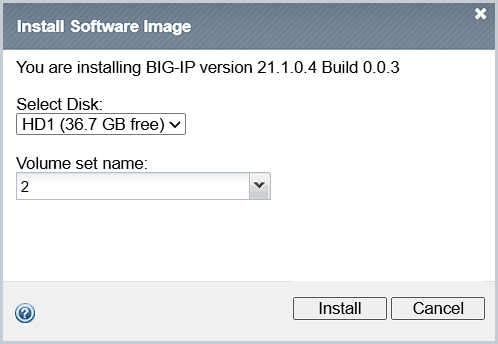 Install Software Image
You are installing BIG-IP version 21.1.0.4 Build 0.0.3
Select Disk:
HD1 (36.7 GB free)
Volume set name:
2
Install
Cancel